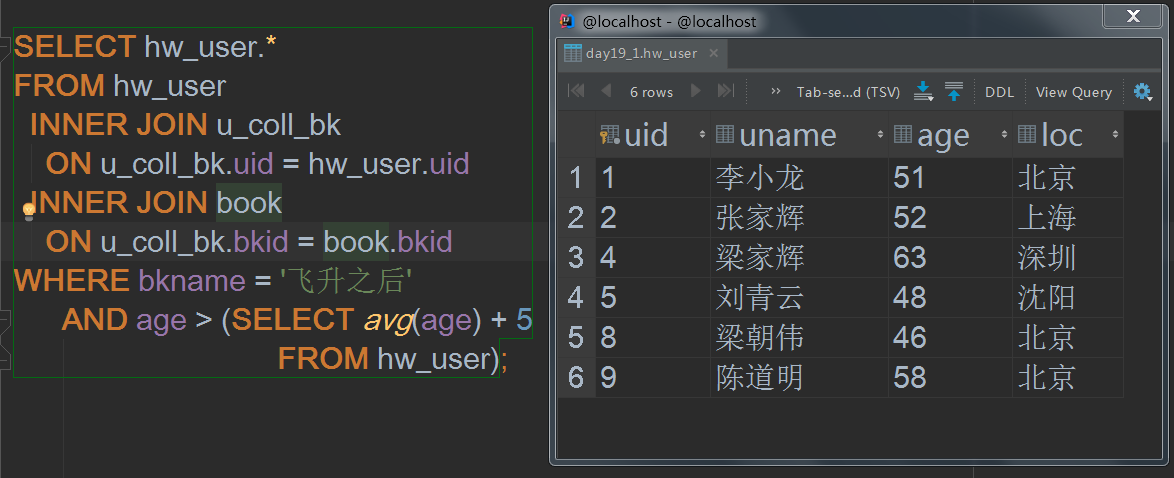 SELECT hw_user.*
FROM hw_user
INNER JOIN u_coll_bk
ON u_coll_bk.uid = hw_user.uid
INNER JOIN book
ON u_coll_bk.bkid = book.bkid
WHERE bkname = '飞升之后'
AND age > (SELECT avg(age) + 5
FROM hw_user);
@localhost - @localhost
day19_1.hw_user
6 rows » Tab-se...d (TSV) DDL View Query
uid uname age loc
1 1 李小龙 51 北京
2 2 张家辉 52 上海
3 4 梁家辉 63 深圳
4 5 刘青云 48 沈阳
5 8 梁朝伟 46 北京
6 9 陈道明 58 北京